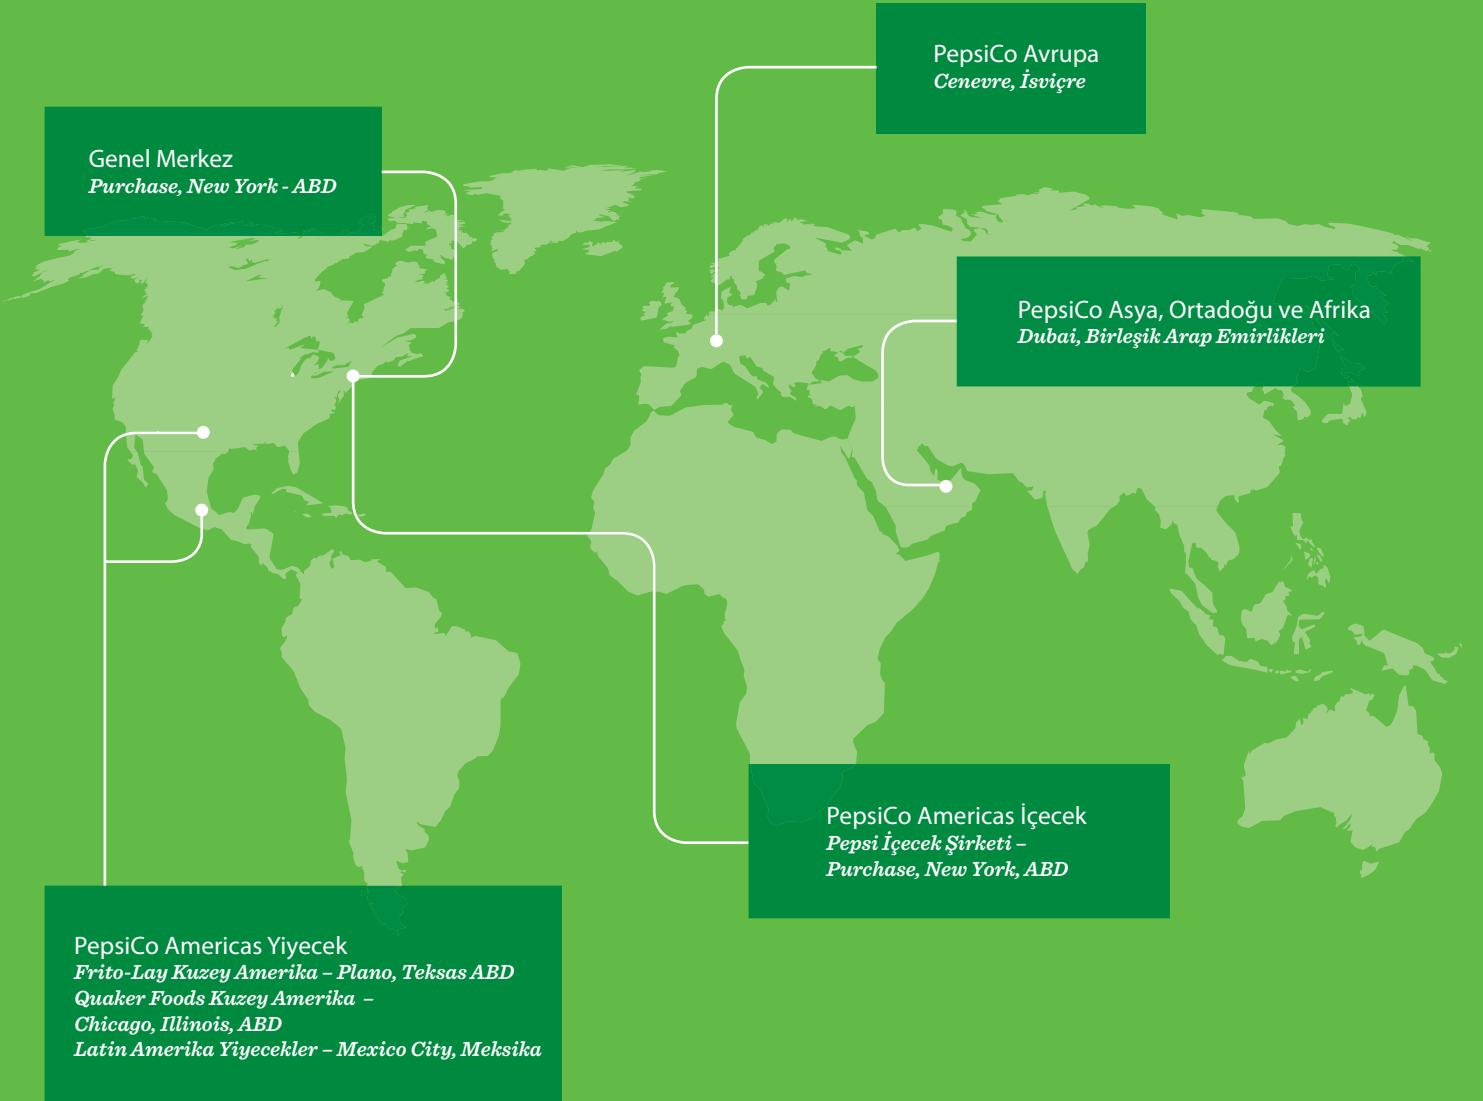 PepsiCo Avrupa
Cenevre, İsviçre
Genel Merkez
Purchase, New York - ABD
PepsiCo Asya, Ortadoğu ve Afrika
Dubai, Birleşik Arap Emirlikleri
PepsiCo Americas İçecek
Pepsi İçecek Şirketi –
Purchase, New York, ABD
PepsiCo Americas Yiyecek
Frito-Lay Kuzey Amerika – Plano, Teksas ABD
Quaker Foods Kuzey Amerika –
Chicago, Illinois, ABD
Latin Amerika Yiyecekler – Mexico City, Meksika